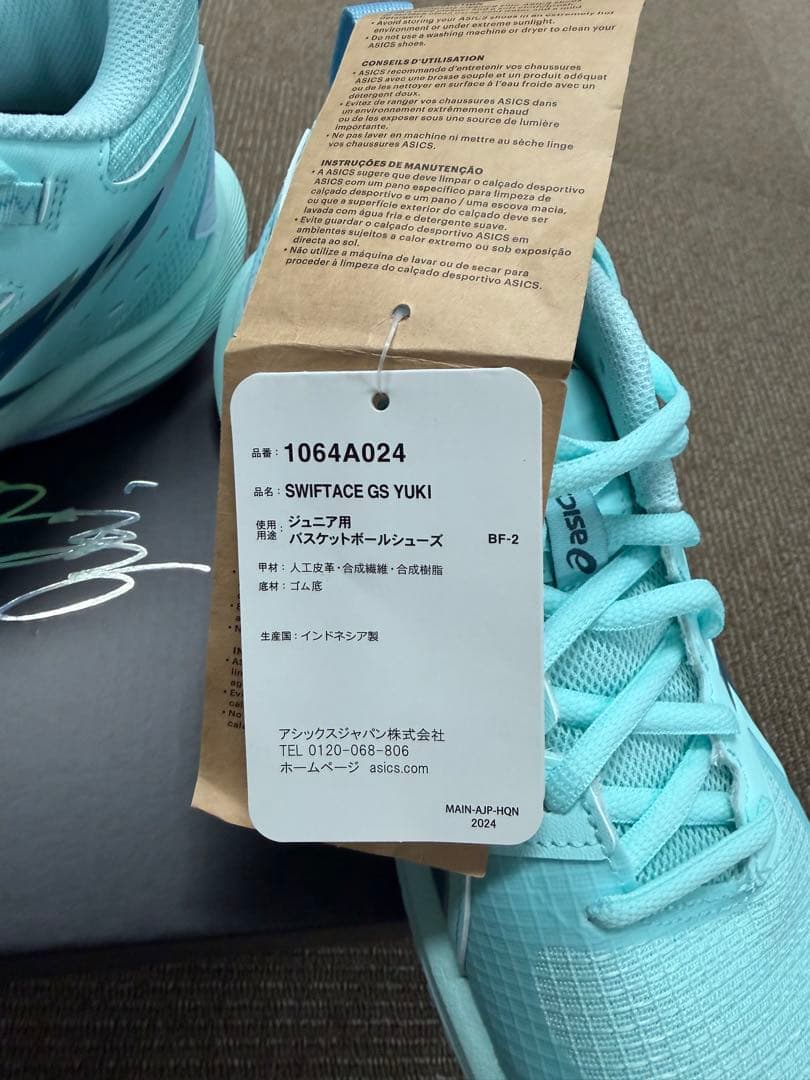 • Avoid storing your ASICS shoes in an extremely hot
environment or under extreme sunlight.
• Do not use a washing machine or dryer to clean your
ASICS shoes.
CONSEILS D'UTILISATION
• ASICS recommande d'entretenir vos chaussures
ASICS avec une brosse souple et un produit adéquat
ou de les nettoyer en surface à l'eau froide avec un
détergent doux.
• Evitez de ranger vos chaussures ASICS dans
un environnement extrêmement chaud
ou de les exposer sous une source de lumière
importante.
• Ne pas laver en machine ni mettre au sèche linge
vos chaussures ASICS.
INSTRUÇÕES DE MANUTENÇÃO
• A ASICS sugere que deve limpar o calçado desportivo
ASICS com um pano específico para limpeza de
calçado desportivo e um pano / uma escova macia,
ou que a superfície exterior do calçado deve ser
lavada com água fria e detergente suave.
• Evite guardar o calçado desportivo ASICS em
ambientes sujeitos a calor extremo ou sob exposição
directa ao sol.
• Não utilize a máquina de lavar ou de secar para
proceder à limpeza do calçado desportivo ASICS.
品番：1064A024
品名：SWIFTACE GS YUKI
使用用途：ジュニア用
バスケットボールシューズ BF-2
甲材：人工皮革・合成繊維・合成樹脂
底材：ゴム底
生産国：インドネシア製
アシックスジャパン株式会社
TEL 0120-068-806
ホームページ asics.com
MAIN-AJP-HQN
2024
asics